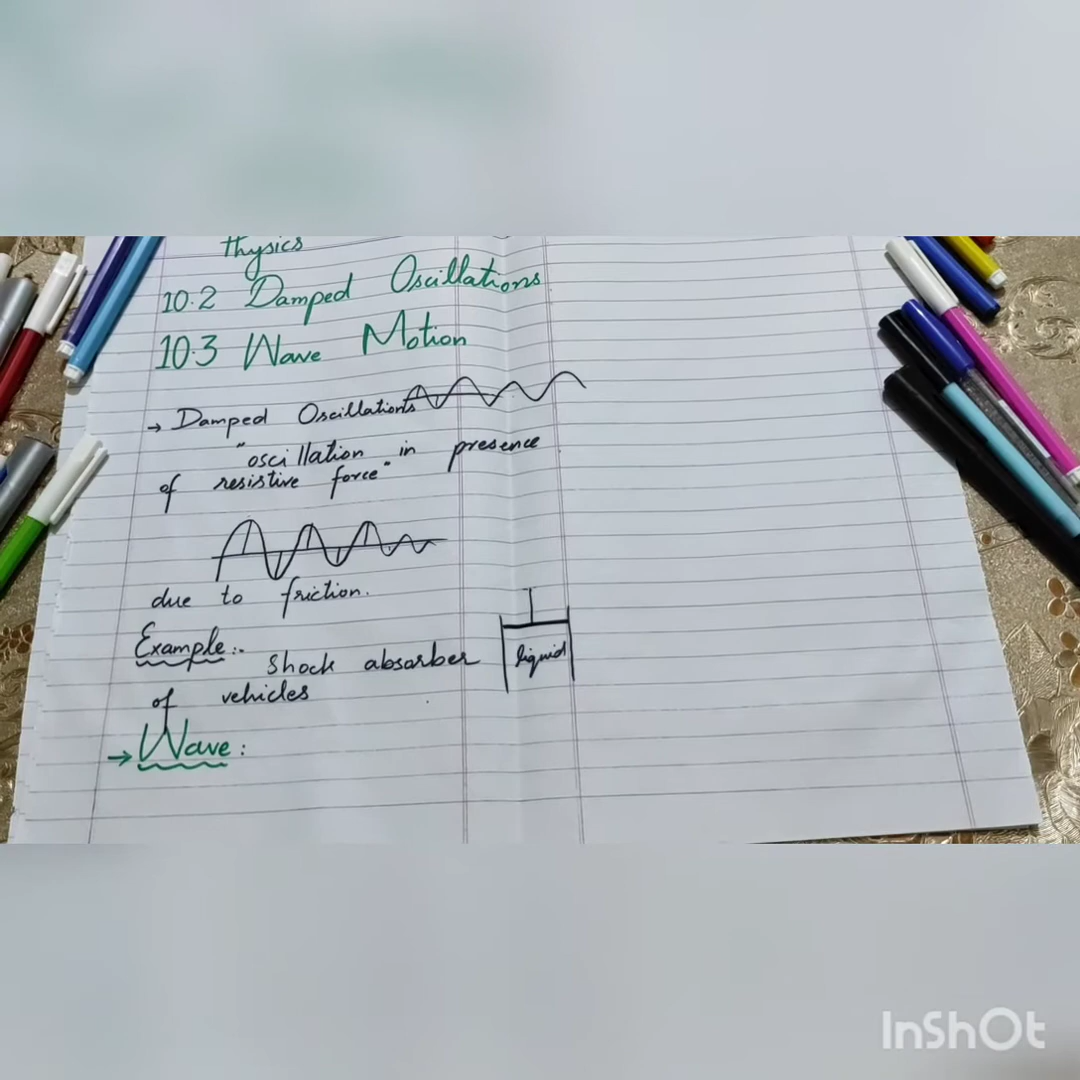 Physics
10.2 Damped Oscillations
10.3 Wave Motion
→ Damped Oscillations
"oscillation in presence
of resistive force"
due to friction.
Example:-
Shock absarber
of vehicles
liquid
→ Wave:
InShOt